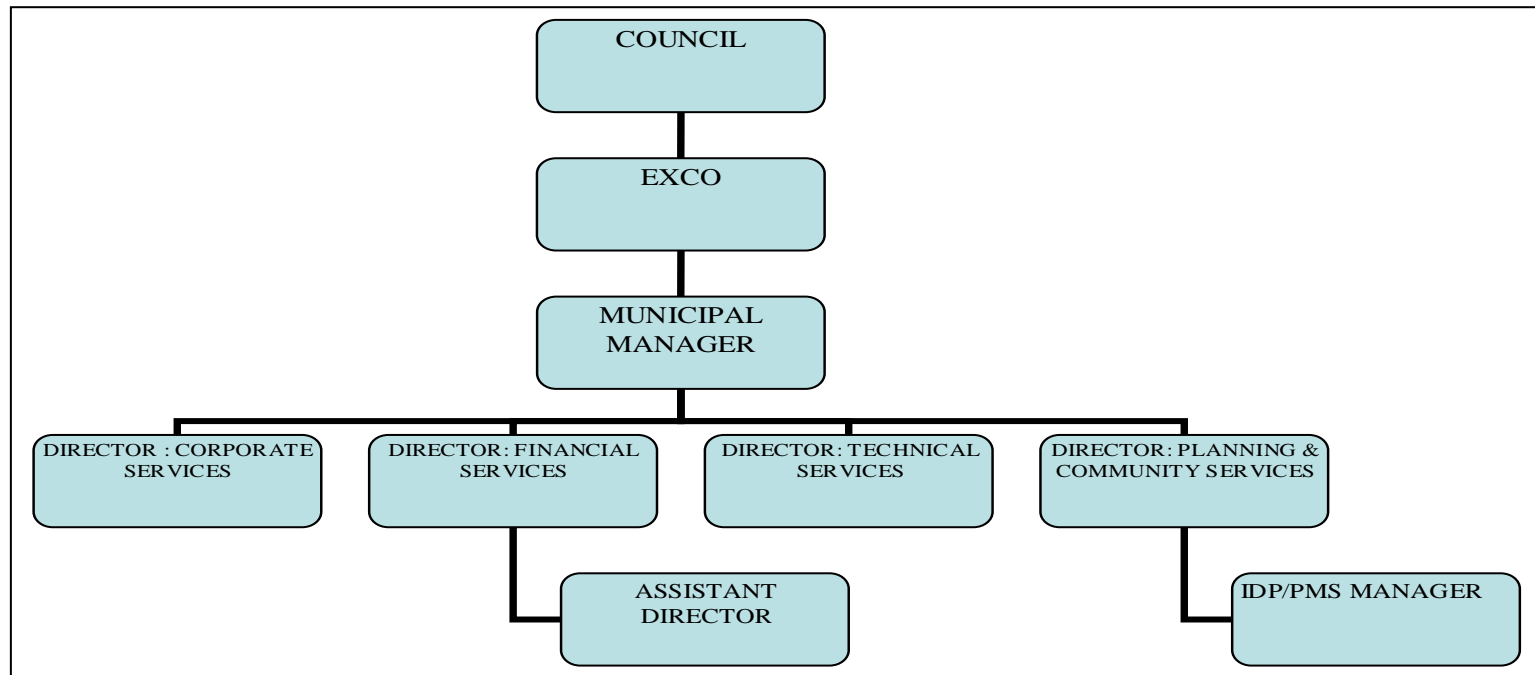 COUNCIL
EXCO
MUNICIPAL
MANAGER
DIRECTOR : CORPORATE
SERVICES
DIRECTOR: FINANCIAL
SERVICES
DIRECTOR: TECHNICAL
SERVICES
DIRECTOR: PLANNING &
COMMUNITY SERVICES
ASSISTANT
DIRECTOR
IDP/PMS MANAGER